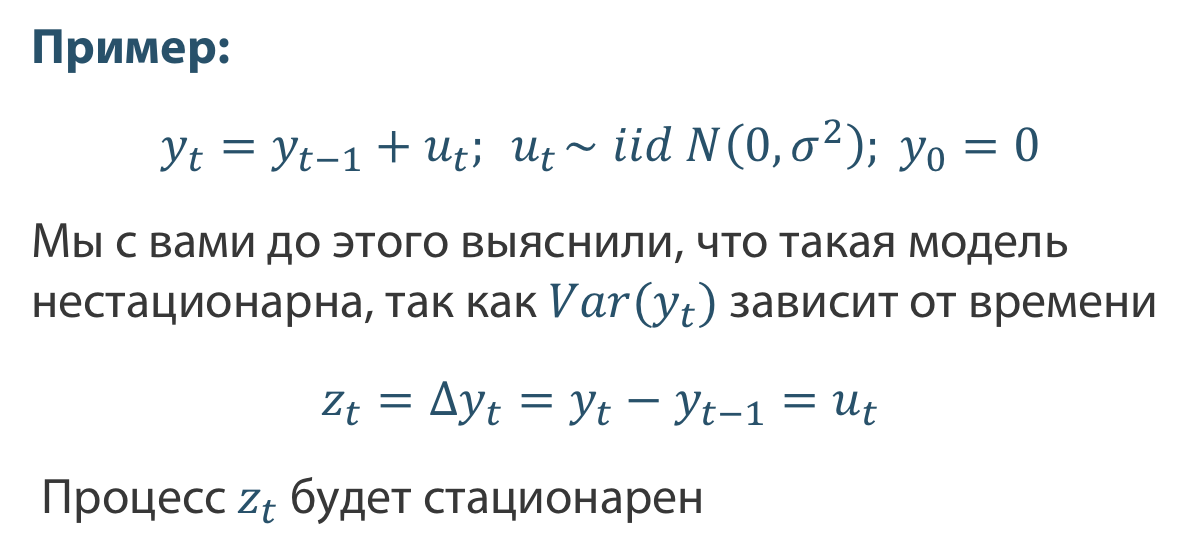 Пример:
yₜ = yₜ₋₁ + uₜ; uₜ ~ iid N(0, σ²); y₀ = 0
Мы с вами до этого выяснили, что такая модель
нестационарна, так как Var(yₜ) зависит от времени
zₜ = Δyₜ = yₜ − yₜ₋₁ = uₜ
Процесс zₜ будет стационарен